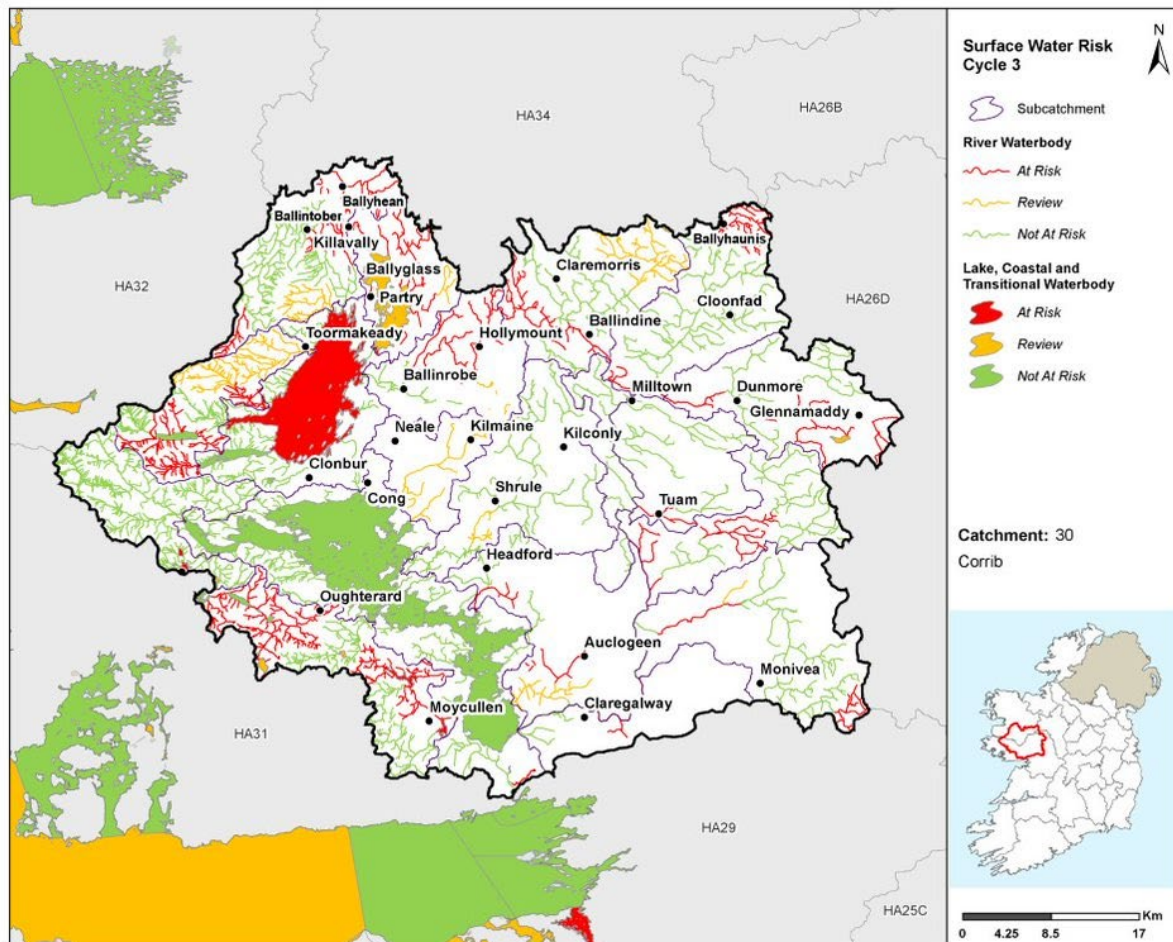 Surface Water Risk
Cycle 3
N
Subcatchment
River Waterbody
At Risk
Review
Not At Risk
Lake, Coastal and
Transitional Waterbody
At Risk
Review
Not At Risk
Catchment: 30
Corrib
Km
0 4.25 8.5 17
HA26B
HA34
HA32
HA26D
HA31
HA29
HA25C
Ballyhean
Ballintober
Killavally
Ballyhaunis
Ballyglass
Claremorris
Partry
Cloonfad
Toormakeady
Hollymount
Ballindine
Ballinrobe
Milltown
Dunmore
Glennamaddy
Neale
Kilmaine
Kilconly
Clonbur
Cong
Shrule
Tuam
Headford
Oughterard
Auclogeen
Monivea
Moycullen
Claregalway